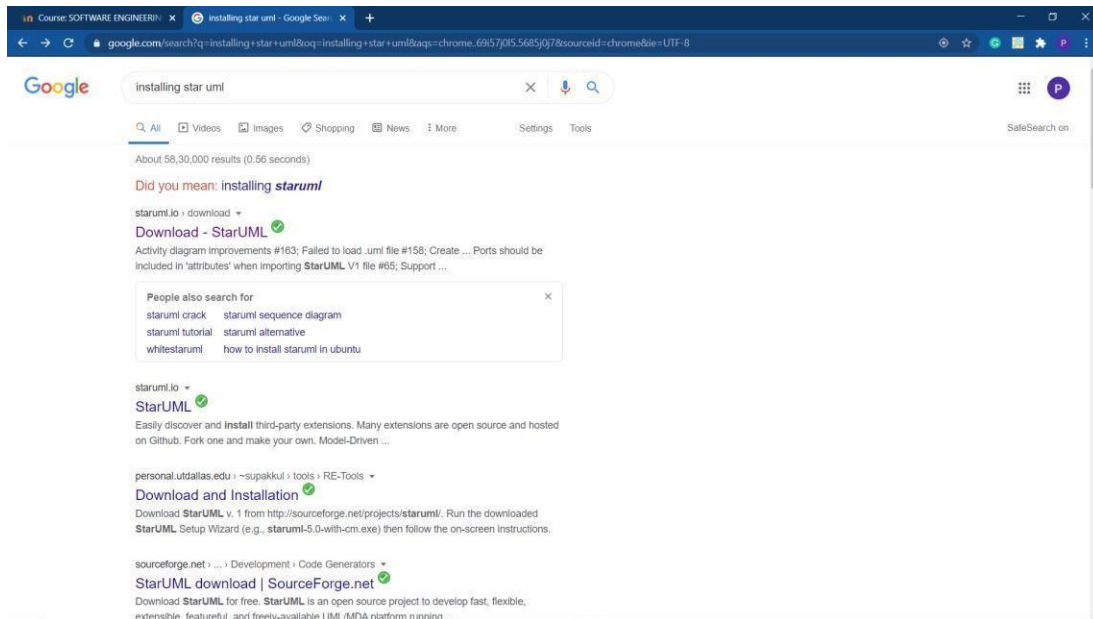 Course: SOFTWARE ENGINEERIN
installing star uml - Google Sear
google.com/search?q=installing+star+uml&oq=installing+star+uml&aqs=chrome..69i57j0l5.5685j0j7&sourceid=chrome&ie=UTF-8
Google
installing star uml
P
All Videos Images Shopping News More Settings Tools
SafeSearch on
About 58,30,000 results (0.56 seconds)
Did you mean: installing staruml
staruml.io › download
Download - StarUML
Activity diagram improvements #163; Failed to load .uml file #158; Create ... Ports should be
included in 'attributes' when importing StarUML V1 file #65; Support ...
People also search for
staruml crack staruml sequence diagram
staruml tutorial staruml alternative
whitestaruml how to install staruml in ubuntu
staruml.io
StarUML
Easily discover and install third-party extensions. Many extensions are open source and hosted
on Github. Fork one and make your own. Model-Driven ...
personal.utdallas.edu › ~supakkul › tools › RE-Tools
Download and Installation
Download StarUML v. 1 from http://sourceforge.net/projects/staruml/. Run the downloaded
StarUML Setup Wizard (e.g., staruml-5.0-with-cm.exe) then follow the on-screen instructions.
sourceforge.net › ... › Development › Code Generators
StarUML download | SourceForge.net
Download StarUML for free. StarUML is an open source project to develop fast, flexible,
extensible, featureful, and freely-available UML/MDA platform running